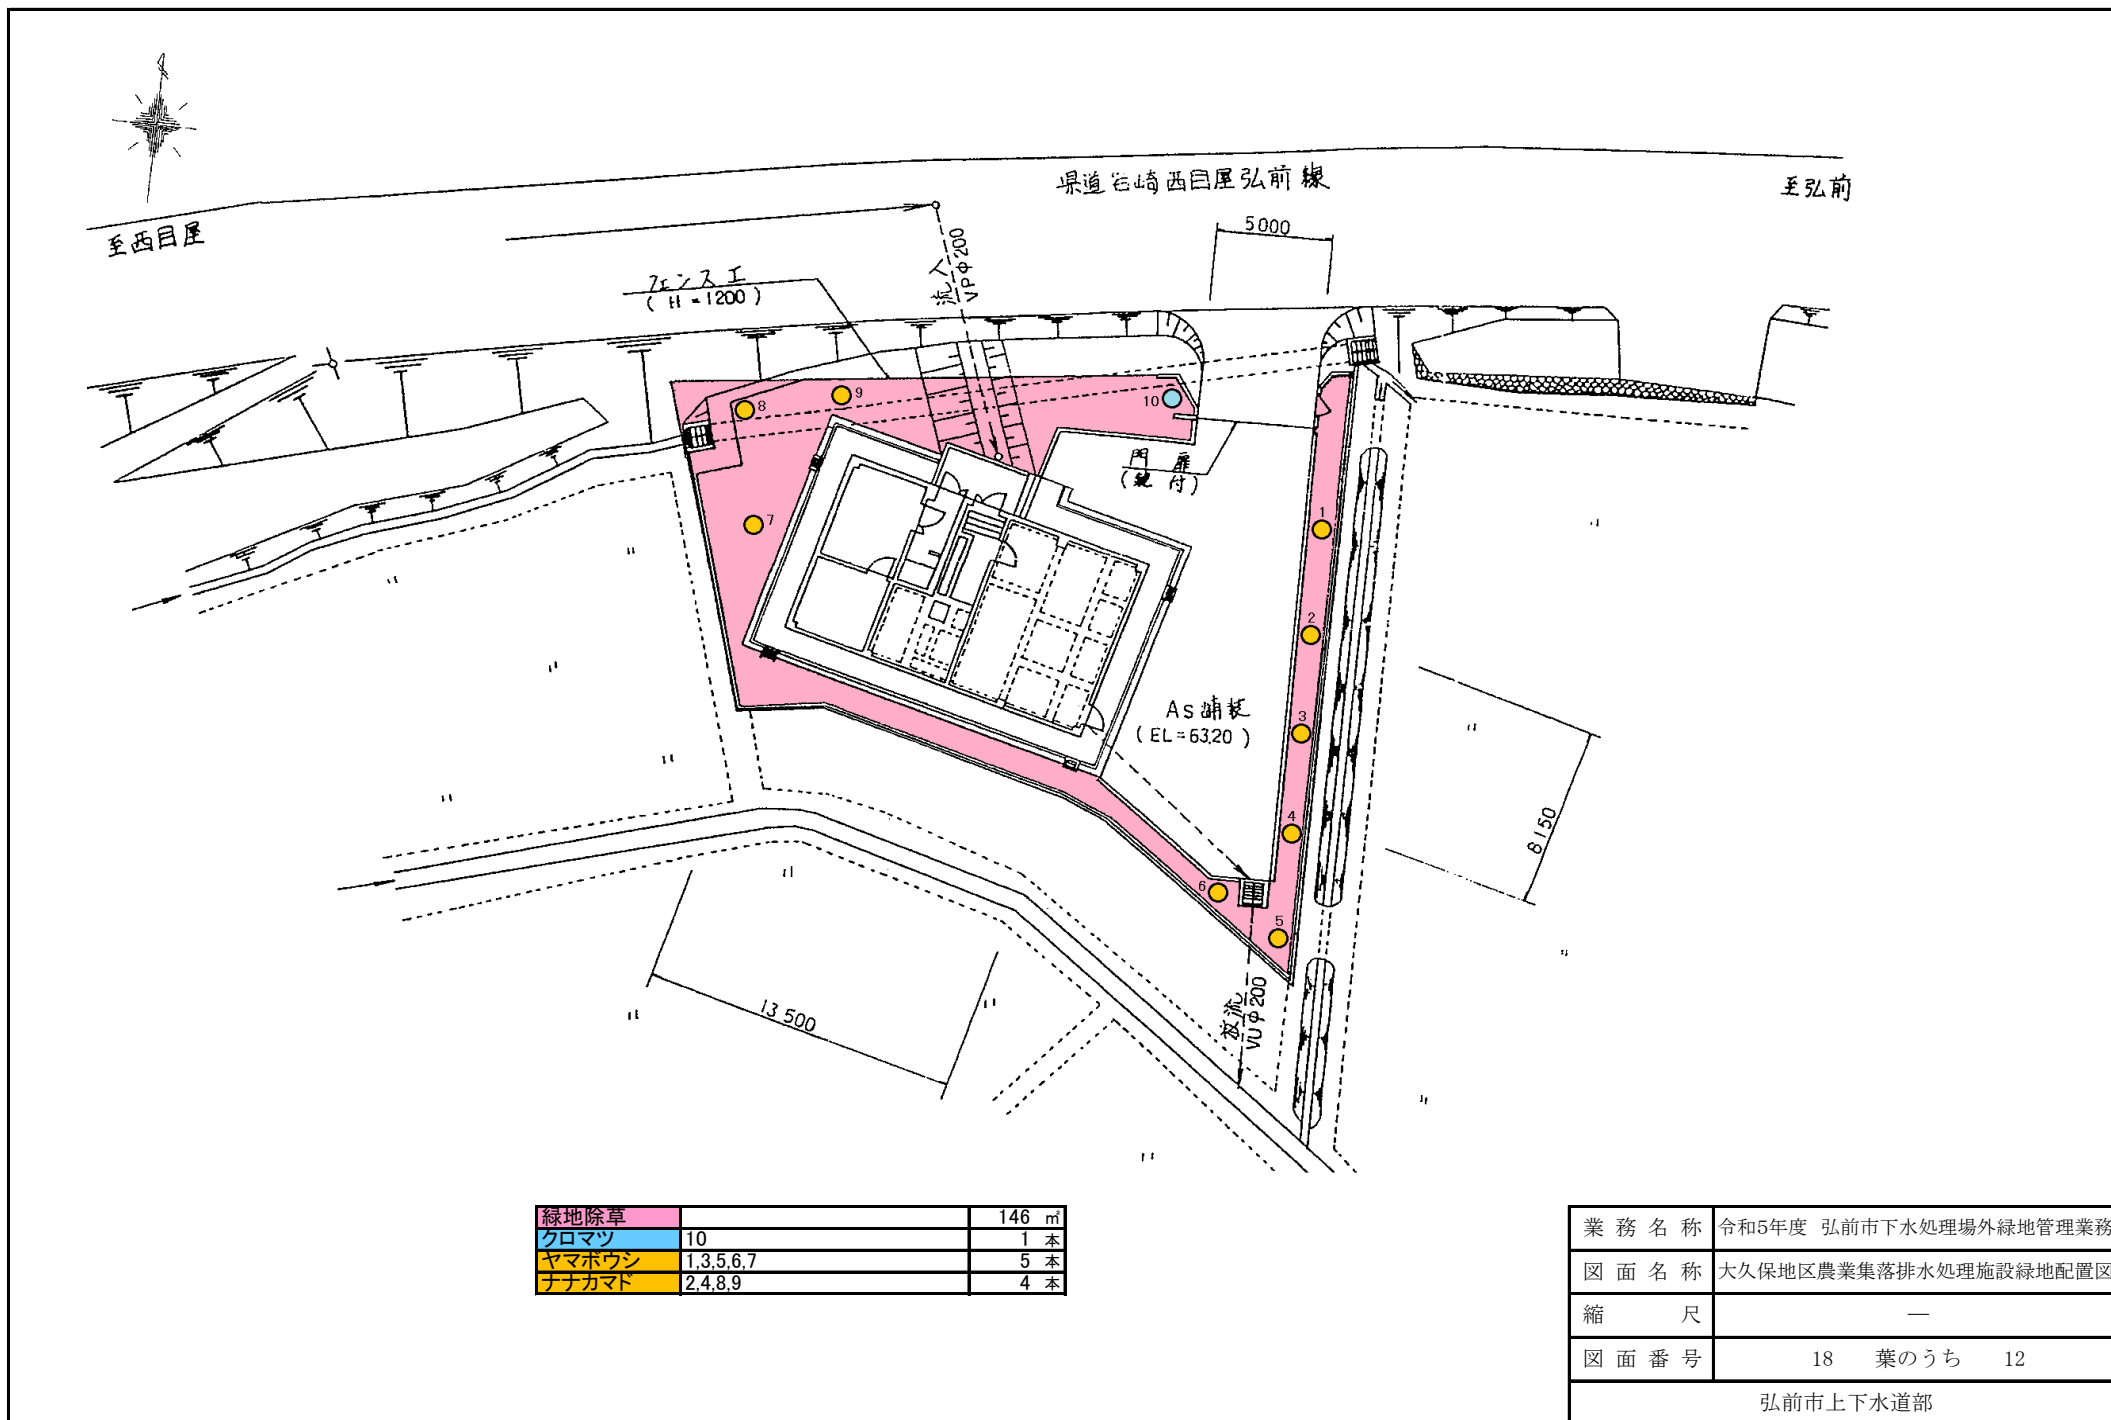 県道岩崎西目屋弘前線
至弘前
至西目屋
5000
流入
VPφ200
フェンス工
(H=1200)
8
9
10
門扉
(　付)
7
1
2
As舗装
(EL=63.20)
3
4
8150
6
5
放流
VUφ200
13500
緑地除草 146 ㎡
クロマツ 10 1 本
ヤマボウシ 1,3,5,6,7 5 本
ナナカマド 2,4,8,9 4 本
業務名称 令和5年度 弘前市下水処理場外緑地管理業務
図面名称 大久保地区農業集落排水処理施設緑地配置図
縮尺 ―
図面番号 18 葉のうち 12
弘前市上下水道部